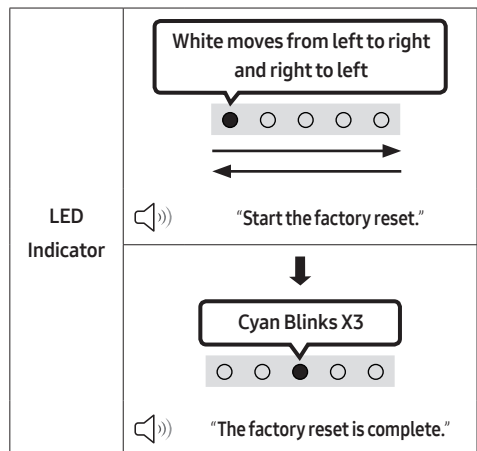 White moves from left to right
and right to left
"Start the factory reset."
LED
Indicator
Cyan Blinks X3
"The factory reset is complete."